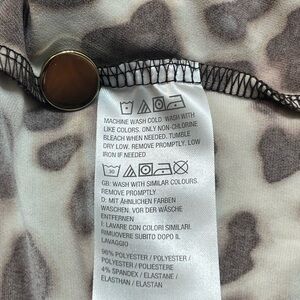 MACHINE WASH COLD. WASH WITH
LIKE COLORS. ONLY NON-CHLORINE
BLEACH WHEN NEEDED. TUMBLE
DRY LOW. REMOVE PROMPTLY. LOW
IRON IF NEEDED
30
GB: WASH WITH SIMILAR COLOURS.
REMOVE PROMPTLY.
D: MIT ÄHNLICHEN FARBEN
WASCHEN. VOR DER WÄSCHE
ENTFERNEN
I: LAVARE CON COLORI SIMILARI.
RIMUOVERE SUBITO DOPO IL
LAVAGGIO
96% POLYESTER / POLYESTER /
POLYESTER / POLIESTERE
4% SPANDEX / ELASTANE /
ELASTHAN / ELASTAN